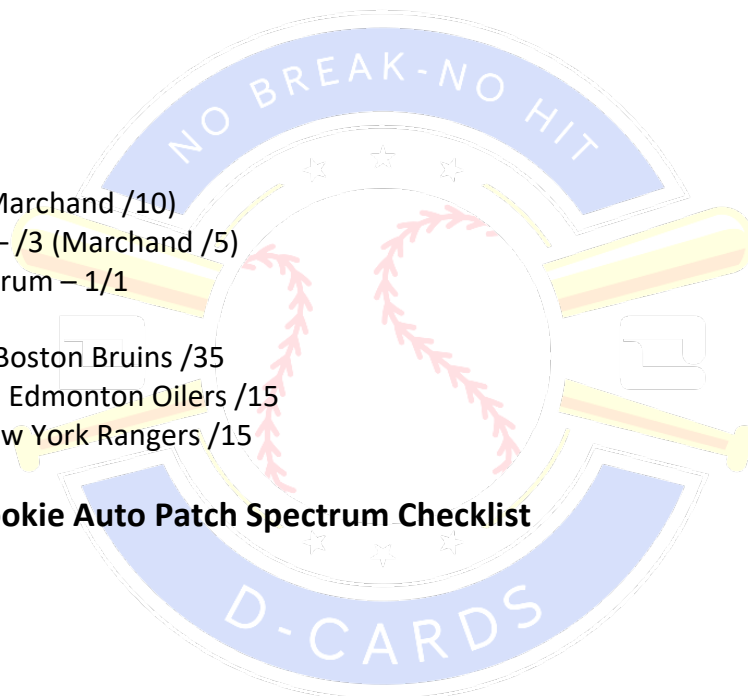 NO BREAK-NO HIT
Marchand /10)
– /3 (Marchand /5)
rum – 1/1
Boston Bruins /35
Edmonton Oilers /15
w York Rangers /15
ookie Auto Patch Spectrum Checklist
D-CARDS